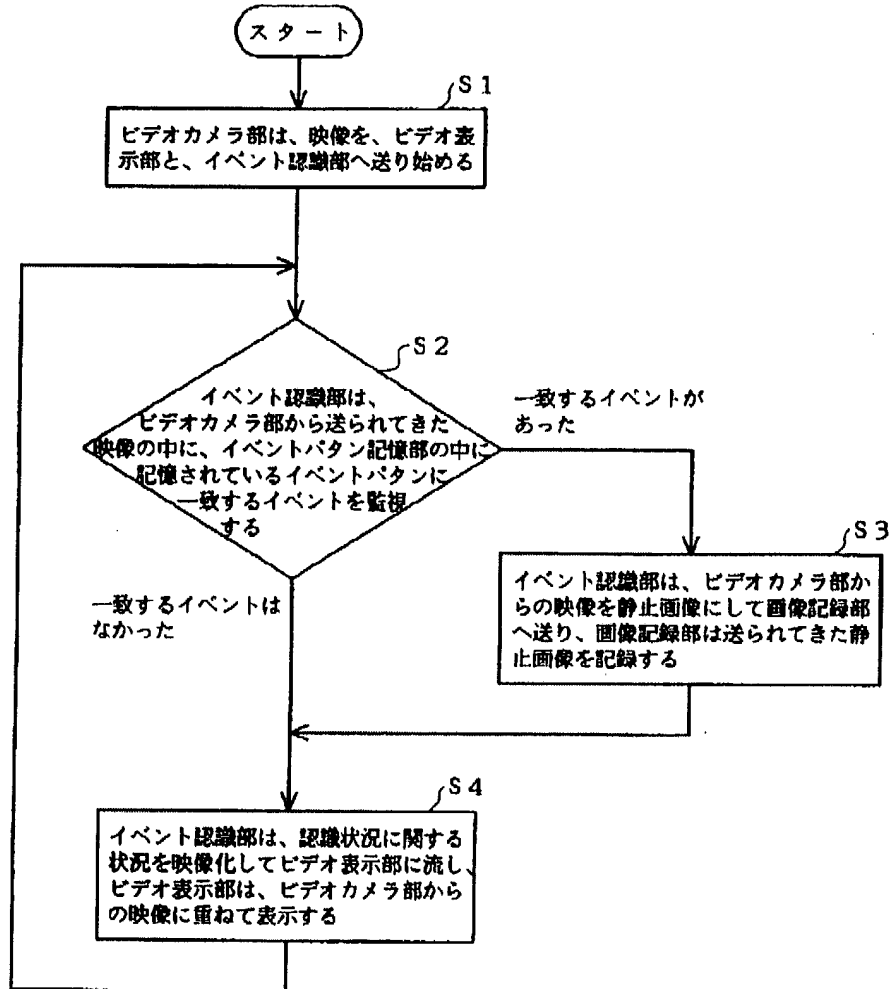 スタート
S1
ビデオカメラ部は、映像を、ビデオ表
示部と、イベント認識部へ送り始める
S2
イベント認識部は、
ビデオカメラ部から送られてきた
映像の中に、イベントパタン記憶部の中に
記憶されているイベントパタンに
一致するイベントを監視
する
一致するイベントが
あった
S3
イベント認識部は、ビデオカメラ部か
らの映像を静止画像にして画像記録部
へ送り、画像記録部は送られてきた静
止画像を記録する
一致するイベントは
なかった
S4
イベント認識部は、認識状況に関する
状況を映像化してビデオ表示部に流し、
ビデオ表示部は、ビデオカメラ部から
の映像に重ねて表示する